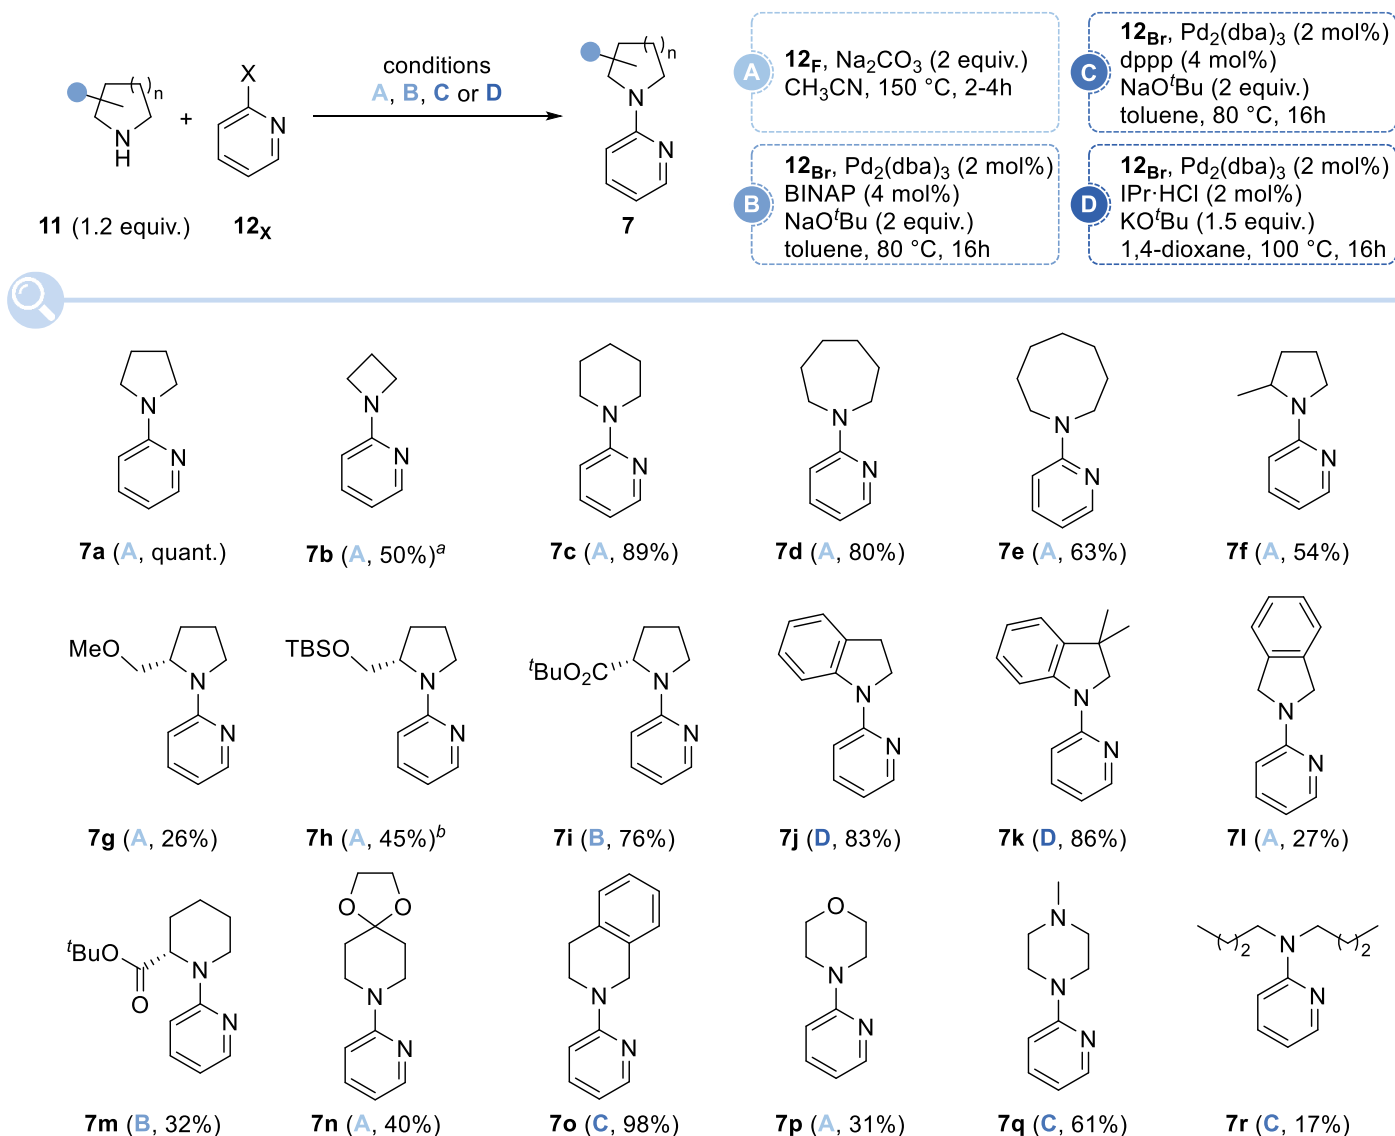 conditions
A, B, C or D
11 (1.2 equiv.)
+
12X
X
N
N
H
n
7
N
N
n
A
12F, Na2CO3 (2 equiv.)
CH3CN, 150 °C, 2-4h
B
12Br, Pd2(dba)3 (2 mol%)
BINAP (4 mol%)
NaOtBu (2 equiv.)
toluene, 80 °C, 16h
C
12Br, Pd2(dba)3 (2 mol%)
dppp (4 mol%)
NaOtBu (2 equiv.)
toluene, 80 °C, 16h
D
12Br, Pd2(dba)3 (2 mol%)
IPr·HCl (2 mol%)
KOtBu (1.5 equiv.)
1,4-dioxane, 100 °C, 16h
N
N
7a (A, quant.)
N
N
7b (A, 50%)a
N
N
7c (A, 89%)
N
N
7d (A, 80%)
N
N
7e (A, 63%)
N
N
7f (A, 54%)
MeO
N
N
7g (A, 26%)
TBSO
N
N
7h (A, 45%)b
tBuO2C
N
N
7i (B, 76%)
N
N
7j (D, 83%)
N
N
7k (D, 86%)
N
N
7l (A, 27%)
tBuO
O
N
N
7m (B, 32%)
O O
N
N
7n (A, 40%)
N
N
7o (C, 98%)
O
N
N
7p (A, 31%)
N
N
N
7q (C, 61%)
( )2 N ( )2
N
7r (C, 17%)